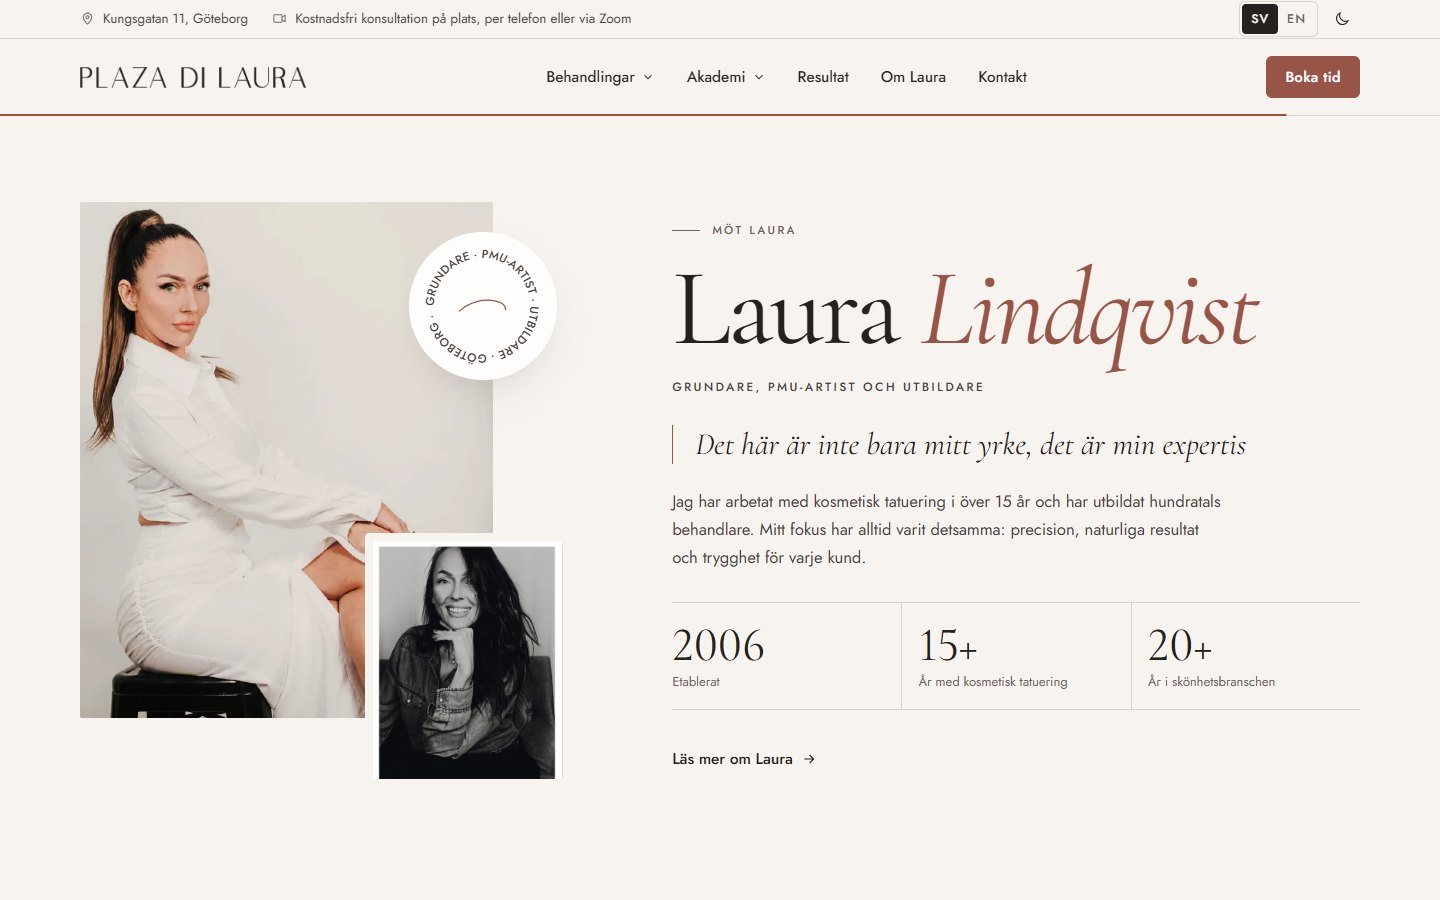 Kungsgatan 11, Göteborg
Kostnadsfri konsultation på plats, per telefon eller via Zoom
SV EN
PLAZA DI LAURA
Behandlingar
Akademi
Resultat
Om Laura
Kontakt
Boka tid
GRUNDARE · PMU-ARTIST · UTBILDARE · GÖTEBORG ·
MÖT LAURA
Laura Lindqvist
GRUNDARE, PMU-ARTIST OCH UTBILDARE
Det här är inte bara mitt yrke, det är min expertis
Jag har arbetat med kosmetisk tatuering i över 15 år och har utbildat hundratals
behandlare. Mitt fokus har alltid varit detsamma: precision, naturliga resultat
och trygghet för varje kund.
2006
Etablerat
15+
År med kosmetisk tatuering
20+
År i skönhetsbranschen
Läs mer om Laura